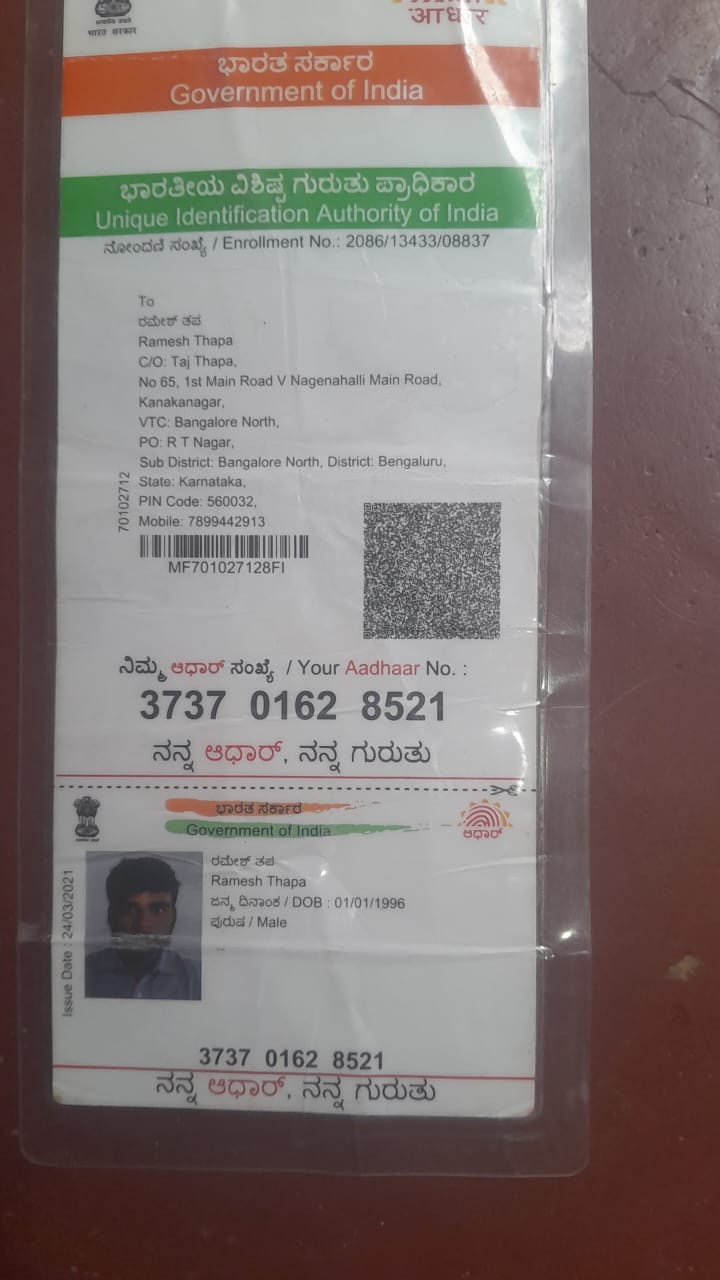 भारत सरकार
आधार
ಭಾರತ ಸರ್ಕಾರ
Government of India
ಭಾರತೀಯ ವಿಶಿಷ್ಟ ಗುರುತು ಪ್ರಾಧಿಕಾರ
Unique Identification Authority of India
ನೋಂದಣಿ ಸಂಖ್ಯೆ / Enrollment No.: 2086/13433/08837
To
ರಮೇಶ್ ತಪ
Ramesh Thapa
C/O: Taj Thapa,
No 65, 1st Main Road V Nagenahalli Main Road,
Kanakanagar,
VTC: Bangalore North,
PO: R T Nagar,
Sub District: Bangalore North, District: Bengaluru,
State: Karnataka,
PIN Code: 560032,
Mobile: 7899442913
70102712
MF701027128FI
ನಿಮ್ಮ ಆಧಾರ್ ಸಂಖ್ಯೆ / Your Aadhaar No. :
3737 0162 8521
ನನ್ನ ಆಧಾರ್, ನನ್ನ ಗುರುತು
ಭಾರತ ಸರ್ಕಾರ
Government of India
ಆಧಾರ್
ರಮೇಶ್ ತಪ
Ramesh Thapa
ಜನ್ಮ ದಿನಾಂಕ / DOB : 01/01/1996
ಪುರುಷ / Male
Issue Date : 24/03/2021
3737 0162 8521
ನನ್ನ ಆಧಾರ್, ನನ್ನ ಗುರುತು